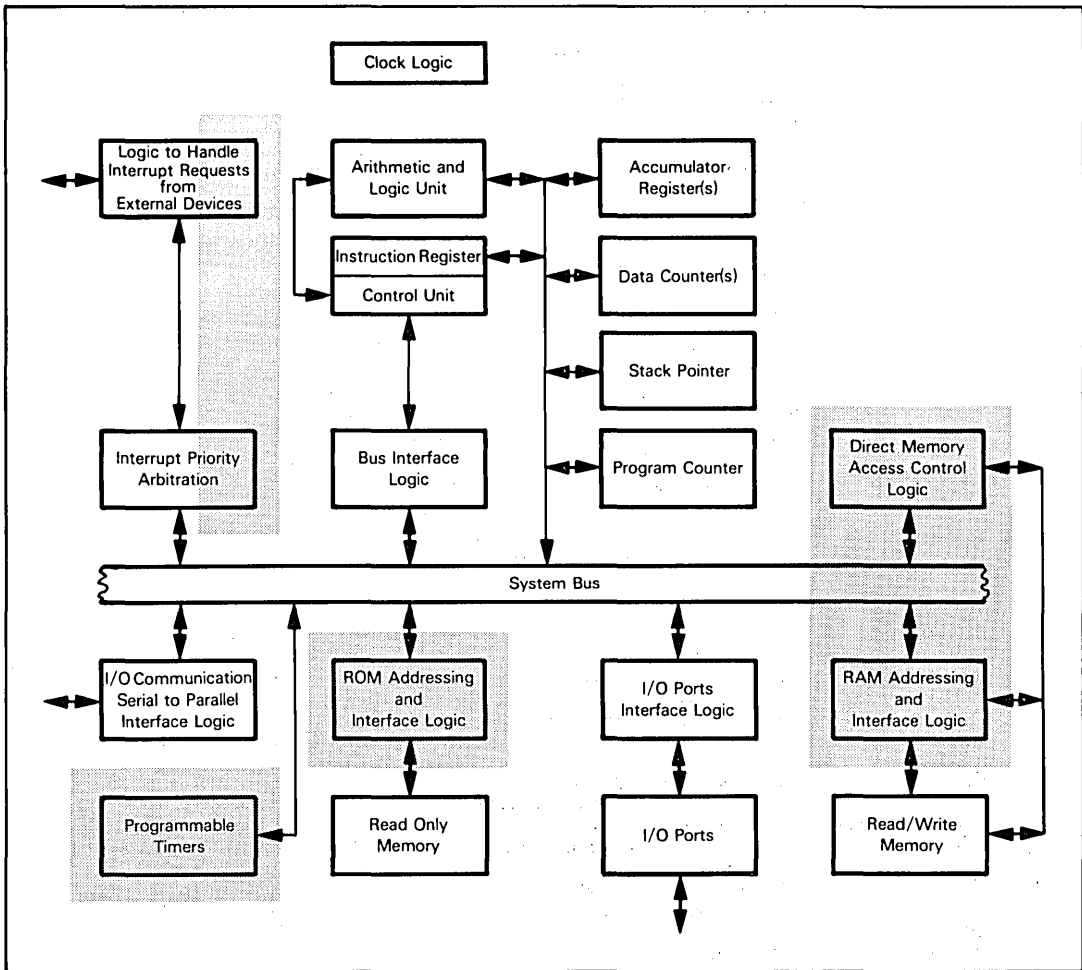 Clock Logic
Logic to Handle
Interrupt Requests
from
External Devices
Arithmetic and
Logic Unit
Accumulator
Register(s)
Instruction Register
Control Unit
Data Counter(s)
Stack Pointer
Interrupt Priority
Arbitration
Bus Interface
Logic
Program Counter
Direct Memory
Access Control
Logic
System Bus
I/O Communication
Serial to Parallel
Interface Logic
ROM Addressing
and
Interface Logic
I/O Ports
Interface Logic
RAM Addressing
and
Interface Logic
Programmable
Timers
Read Only
Memory
I/O Ports
Read/Write
Memory